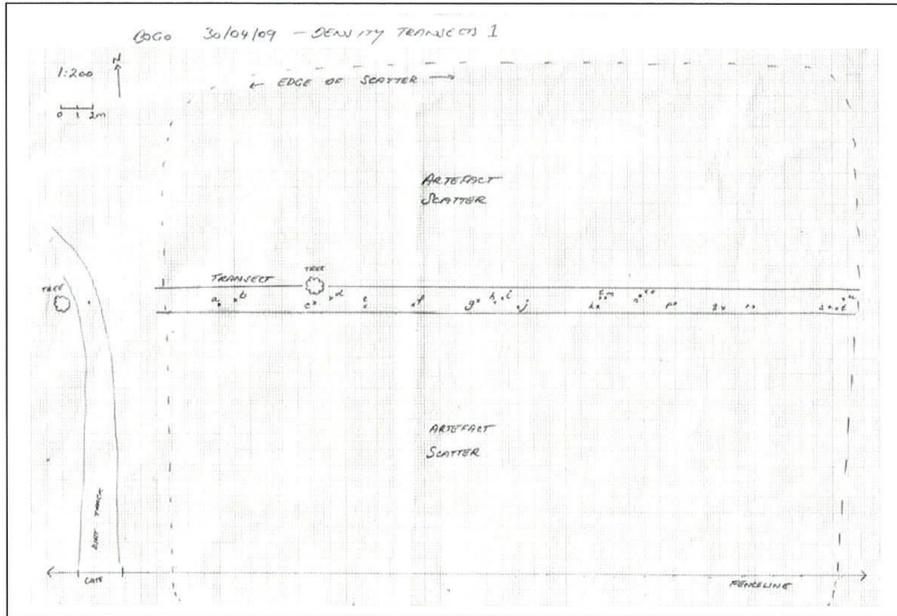 BOGO 30/04/09 - DENSITY TRANSECTS 1
1:200
N
0 1 2m
← EDGE OF SCATTER →
ARTEFACT
SCATTER
TREE
TRANSECT
TREE
a b c d e f g h i j k l m n o p q r s t u
ARTEFACT
SCATTER
DIRT TRACK
GATE
FENCELINE